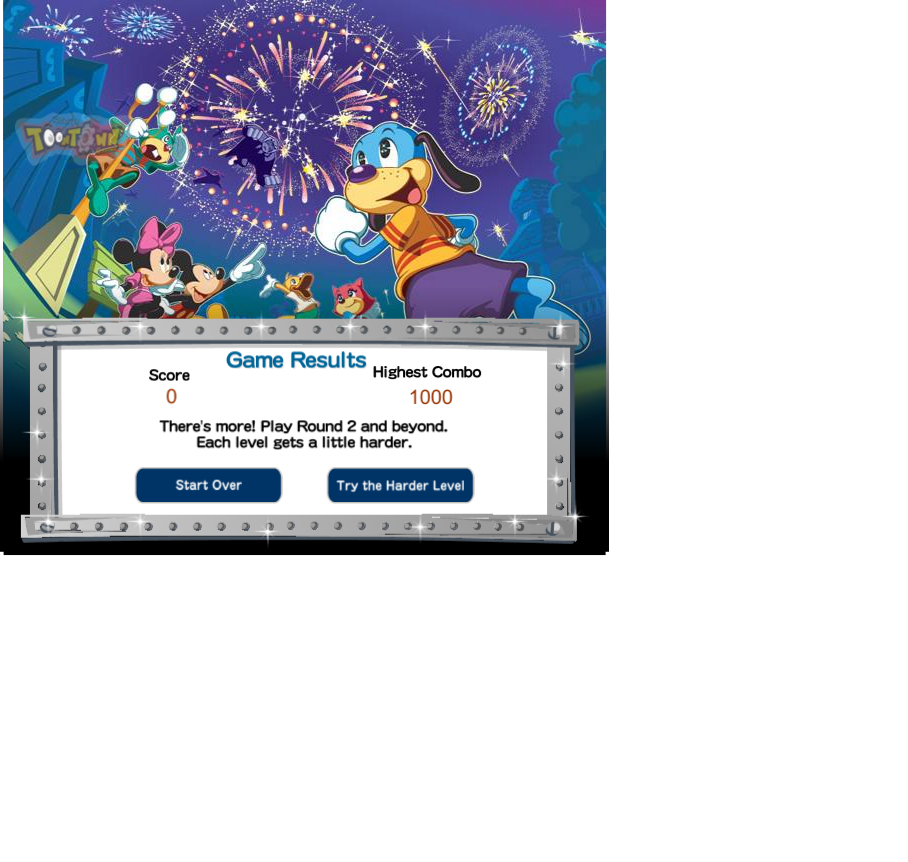 TOONTOWN
Game Results
Score
Highest Combo
0
1000
There's more! Play Round 2 and beyond.
Each level gets a little harder.
Start Over
Try the Harder Level